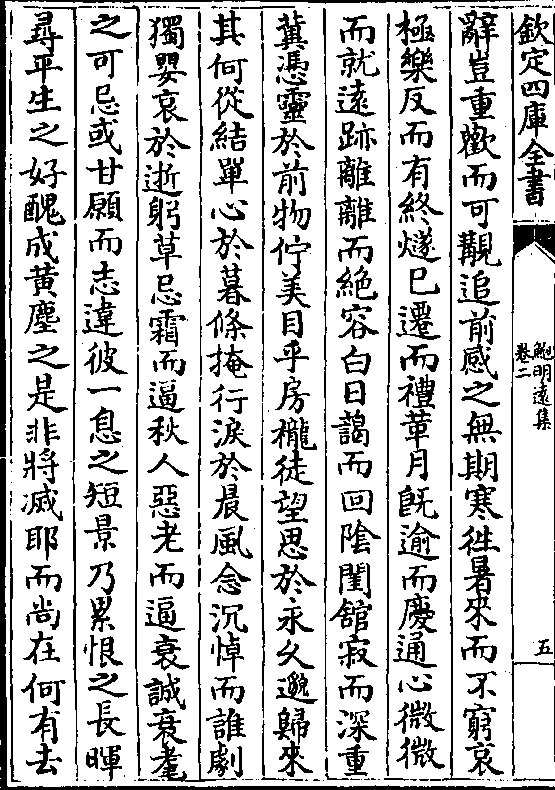 欽定四庫全書
鮑明遠集
卷二
五
辭豈重歡而可覯追前感之無期寒徃暑來而不窮哀
極樂反而有終燧已遷而禮革月旣逾而慶通心微微
而就遠跡離離而絶容白日藹而回陰閨館寂而深重
冀憑靈於前物佇美目乎房櫳徒望思於永久邈歸來
其何從結單心於暮條掩行淚於晨風念沉悼而誰劇
獨嬰哀於逝躬草忌霜而逼秋人惡老而逼衰誠衰耄
之可忌或甘願而志違彼一息之短景乃累恨之長暉
尋平生之好醜成黃塵之是非將滅耶而尚在何有去